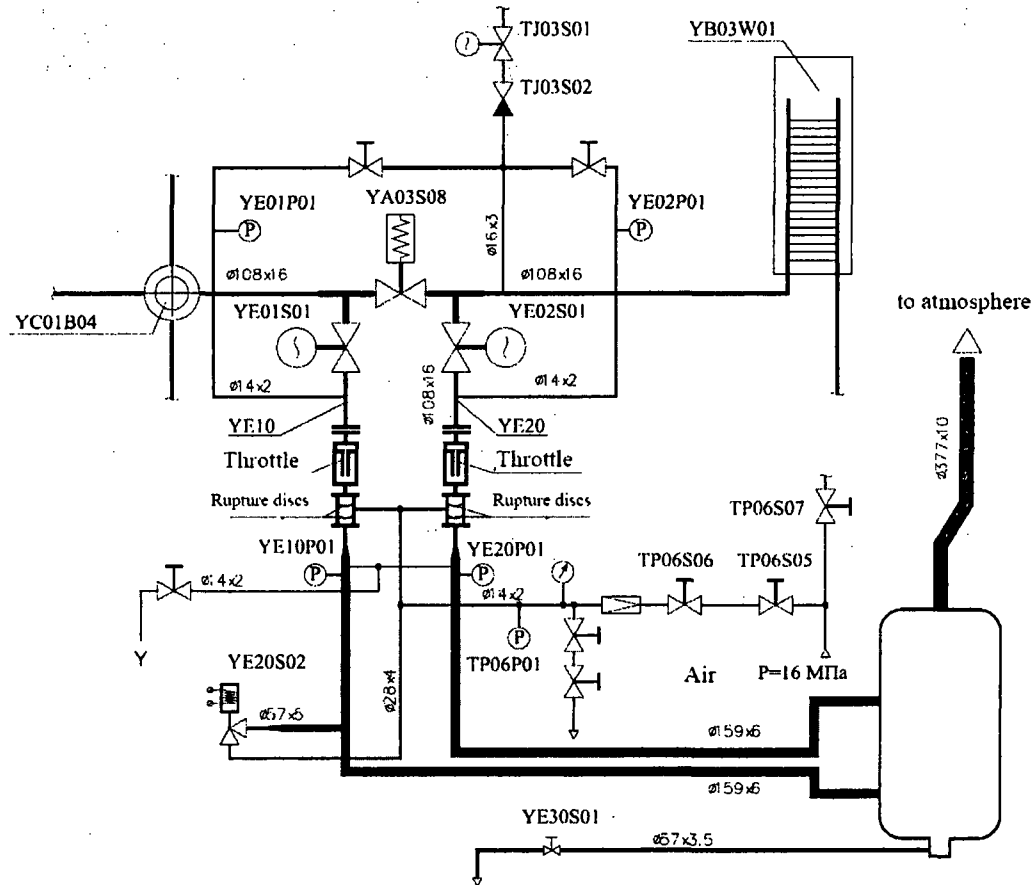 TJ03S01
YB03W01
TJ03S02
YE01P01
YA03S08
YE02P01
P
P
ø16x3
ø108x16
ø108x16
YE01S01
YE02S01
to atmosphere
YC01B04
ø14x2
ø108x16
ø14x2
ø377x10
YE10
YE20
Throttle
Throttle
Rupture discs
Rupture discs
TP06S07
YE10P01
YE20P01
P
P
TP06S06
TP06S05
ø14x2
ø14x2
P
Y
YE20S02
TP06P01
Air
P=16 МПа
ø28x4
ø57x5
ø159x6
ø159x6
YE30S01
ø57x3.5